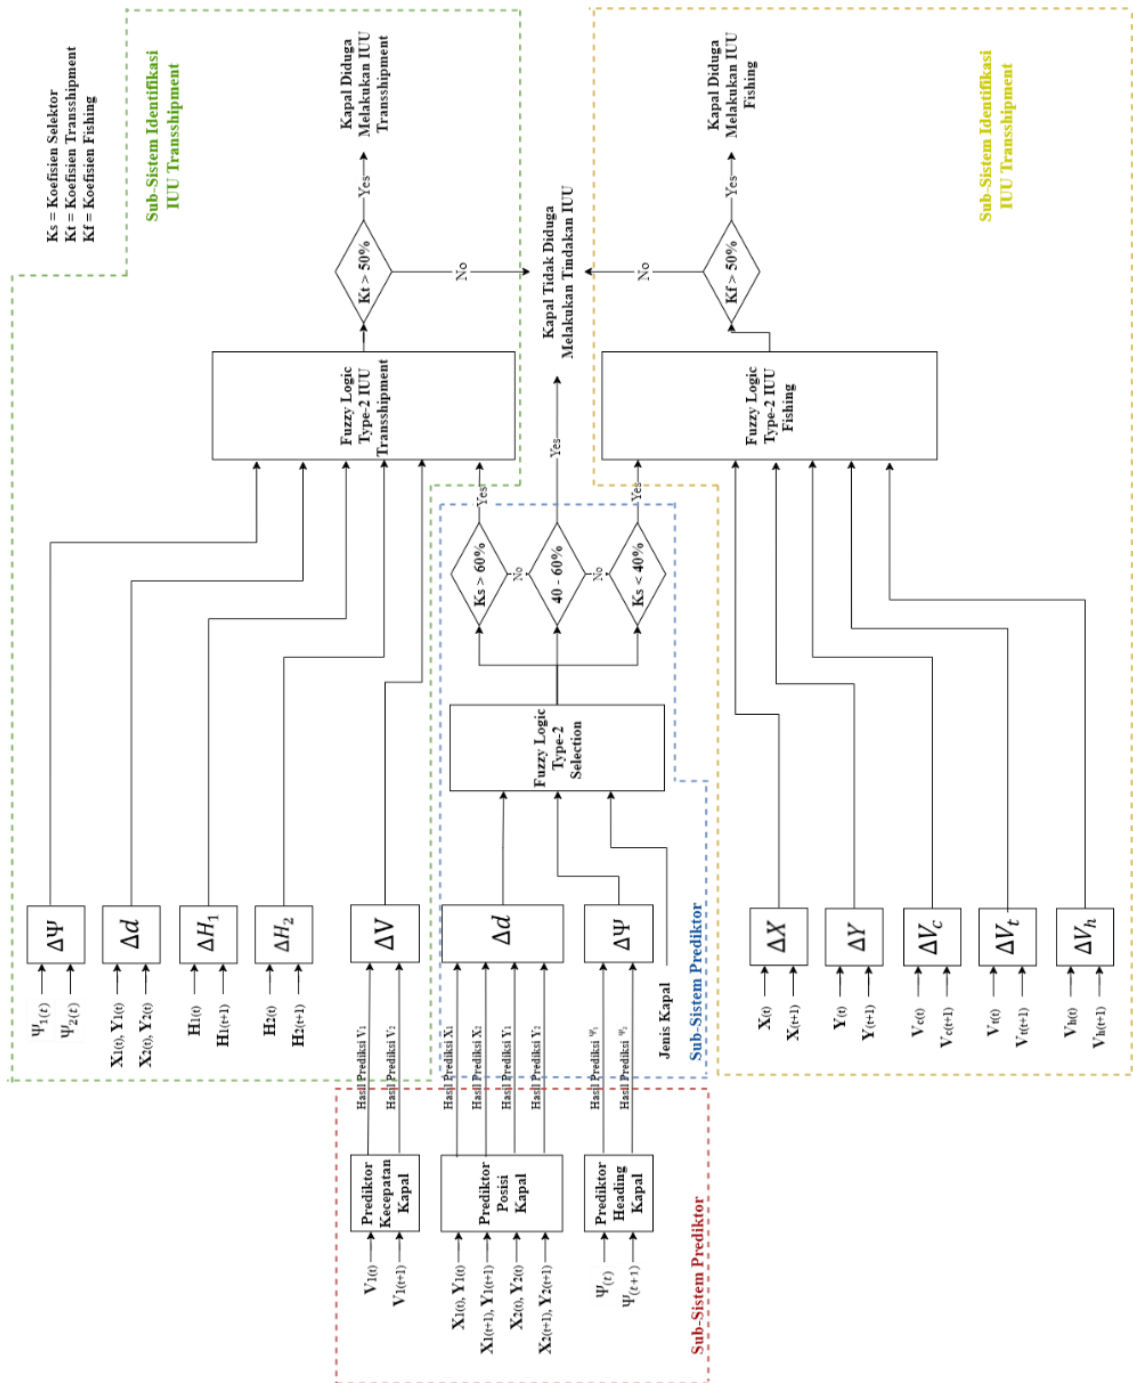 Ks = Koefisien Selektor
Kt = Koefisien Transshipment
Kf = Koefisien Fishing
Sub-Sistem Identifikasi
IUU Transshipment
Ψ1(t)
Ψ2(t)
X1(t), Y1(t)
X2(t), Y2(t)
H1(t)
H1(t+1)
H2(t)
H2(t+1)
ΔΨ
Δd
ΔH1
ΔH2
ΔV
Fuzzy Logic
Type-2 IUU
Transshipment
Kt > 50%
Yes
No
Kapal Diduga
Melakukan IUU
Transshipment
Sub-Sistem Prediktor
V1(t)
V1(t+1)
Prediktor
Kecepatan
Kapal
Hasil Prediksi V1
Hasil Prediksi V2
X1(t), Y1(t)
X1(t+1), Y1(t+1)
X2(t), Y2(t)
X2(t+1), Y2(t+1)
Prediktor
Posisi
Kapal
Hasil Prediksi X1
Hasil Prediksi X2
Hasil Prediksi Y1
Hasil Prediksi Y2
Ψ(t)
Ψ(t+1)
Prediktor
Heading
Kapal
Hasil Prediksi Ψ1
Hasil Prediksi Ψ2
Sub-Sistem Prediktor
Δd
ΔΨ
Jenis Kapal
Fuzzy Logic
Type-2
Selection
Ks > 60%
Yes
No
40 - 60%
Yes
No
Ks < 40%
Yes
Kapal Tidak Diduga
Melakukan Tindakan IUU
Sub-Sistem Identifikasi
IUU Transshipment
X(t)
X(t+1)
Y(t)
Y(t+1)
Vc(t)
Vc(t+1)
Vt(t)
Vt(t+1)
Vh(t)
Vh(t+1)
ΔX
ΔY
ΔVc
ΔVt
ΔVh
Fuzzy Logic
Type-2 IUU
Fishing
Kf > 50%
Yes
No
Kapal Diduga
Melakukan IUU
Fishing